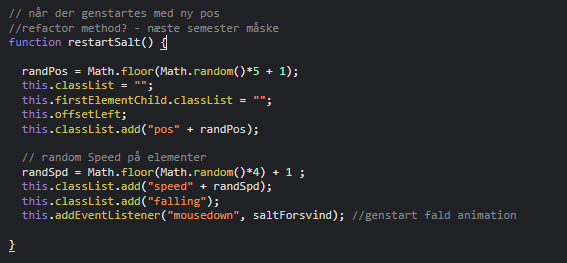 // når der genstartes med ny pos
//refactor method? - næste semester måske
function restartSalt() {
randPos = Math.floor(Math.random()*5 + 1);
this.classList = "";
this.firstElementChild.classList = "";
this.offsetLeft;
this.classList.add("pos" + randPos);
// random Speed på elementer
randSpd = Math.floor(Math.random()*4) + 1 ;
this.classList.add("speed" + randSpd);
this.classList.add("falling");
this.addEventListener("mousedown", saltForsvind); //genstart fald animation
}